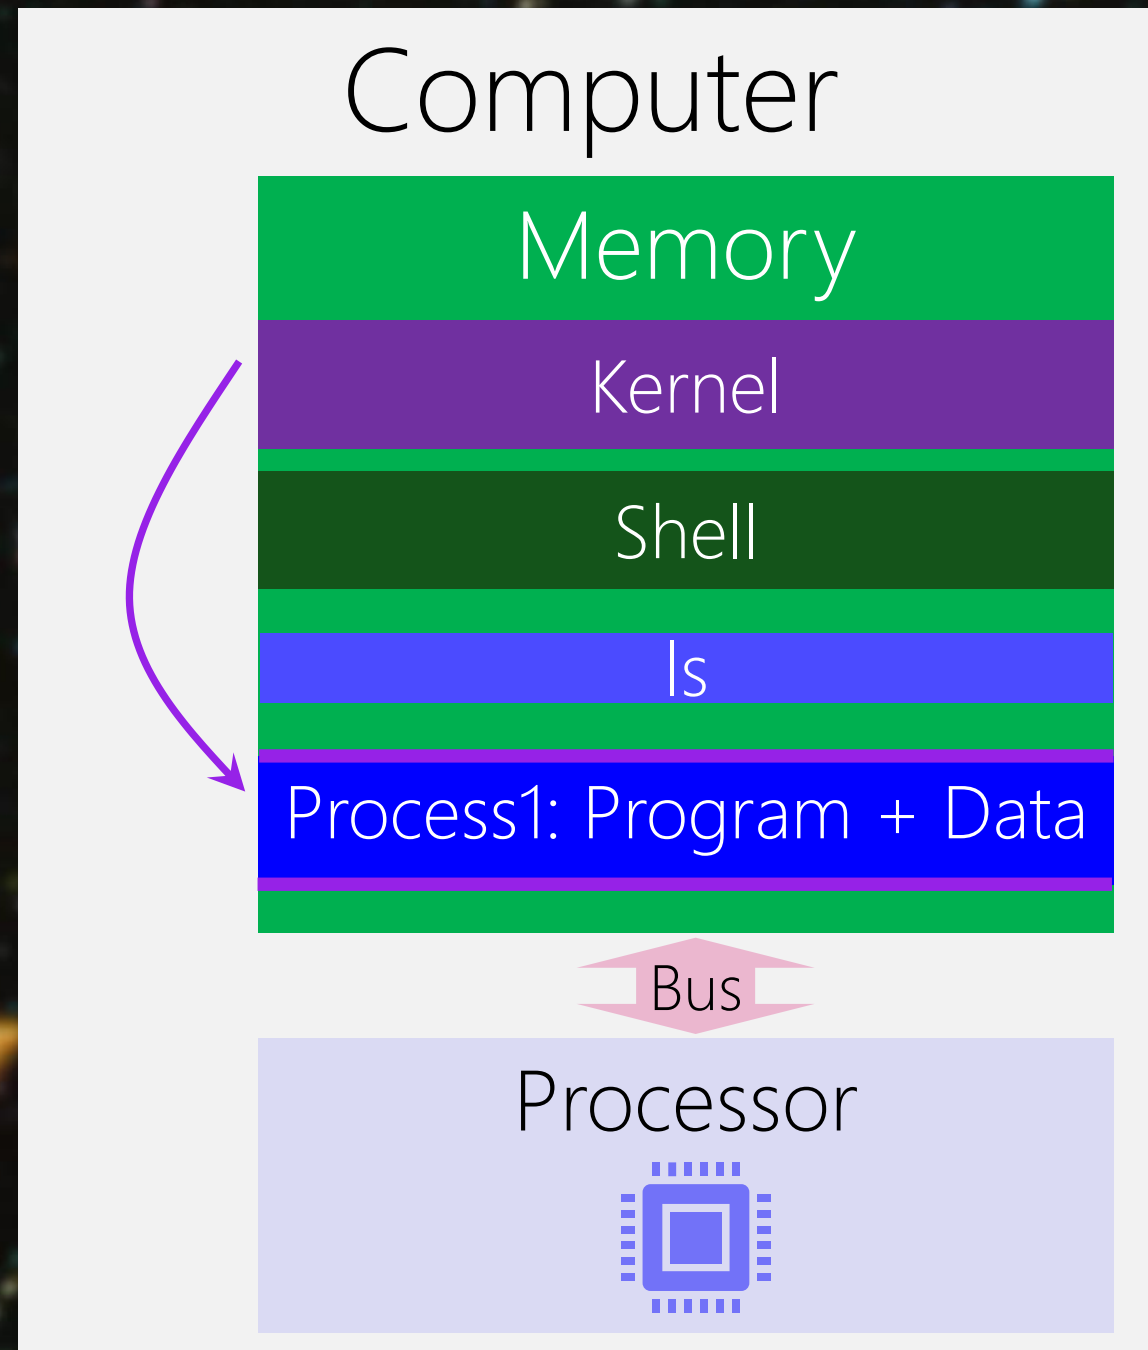 Computer
Memory
Kernel
Shell
ls
Process1: Program + Data
Bus
Processor